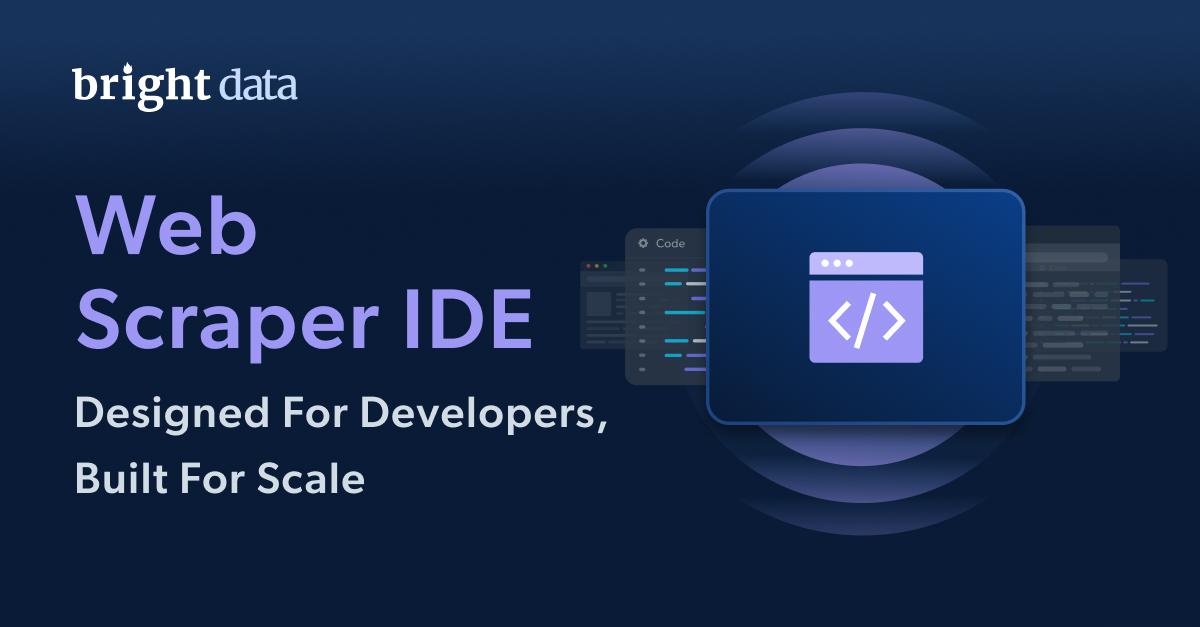 bright data
Web
Scraper IDE
Designed For Developers,
Built For Scale
Code